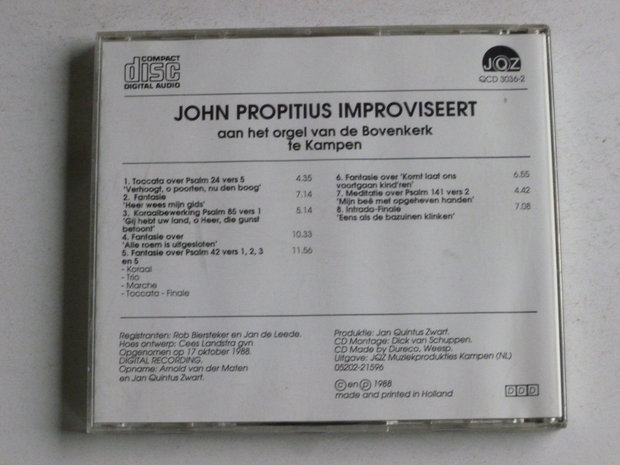 COMPACT
disc
DIGITAL AUDIO
JQZ
QCD 3036-2
JOHN PROPITIUS IMPROVISEERT
aan het orgel van de Bovenkerk
te Kampen
1. Toccata over Psalm 24 vers 5 4.35
'Verhoogt, o poorten, nu den boog'
2. Fantasie 7.14
'Heer wees mijn gids'
3. Koraalbewerking Psalm 85 vers 1 5.14
'Gij hebt uw land, o Heer, die gunst
betoont'
4. Fantasie over 10.33
'Alle roem is uitgesloten'
5. Fantasie over Psalm 42 vers 1, 2, 3 11.56
en 5
- Koraal
- Trio
- Marche
- Toccata - Finale
6. Fantasie over 'Komt laat ons 6.55
voortgaan kind'ren'
7. Meditatie over Psalm 141 vers 2 4.42
'Mijn beê met opgeheven handen'
8. Intrada-Finale 7.08
'Eens als de bazuinen klinken'
Registranten: Rob Biersteker en Jan de Leede.
Hoes ontwerp: Cees Landstra gvn
Opgenomen op 17 oktober 1988.
DIGITAL RECORDING.
Opname: Arnold van der Maten
en Jan Quintus Zwart.
Produktie: Jan Quintus Zwart.
CD Montage: Dick van Schuppen.
CD Made by Dureco, Weesp.
Uitgave: JQZ Muziekprodukties Kampen (NL)
05202-21596
© en ℗ 1988
made and printed in Holland
DDD